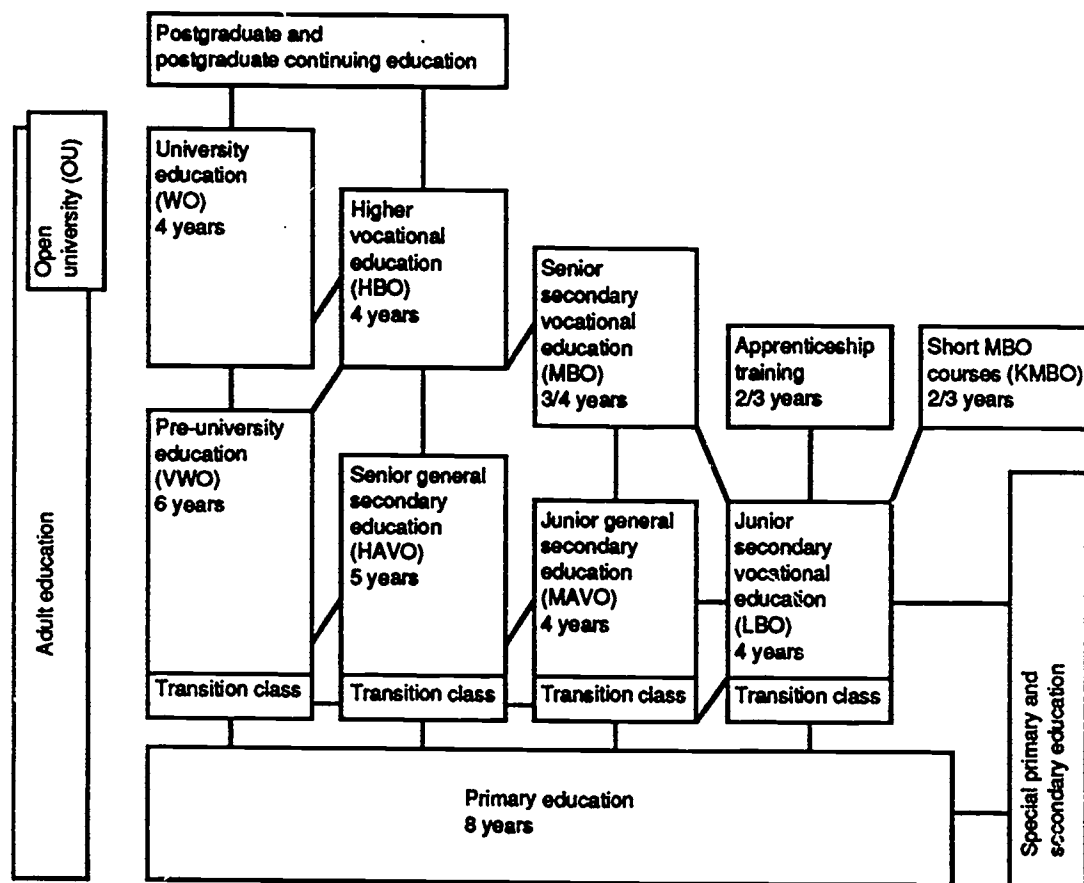 Postgraduate and
postgraduate continuing education
Open
university (OU)
Adult education
University
education
(WO)
4 years
Higher
vocational
education
(HBO)
4 years
Senior
secondary
vocational
education
(MBO)
3/4 years
Apprenticeship
training
2/3 years
Short MBO
courses (KMBO)
2/3 years
Pre-university
education
(VWO)
6 years
Transition class
Senior general
secondary
education
(HAVO)
5 years
Transition class
Junior general
secondary
education
(MAVO)
4 years
Transition class
Junior
secondary
vocational
education
(LBO)
4 years
Transition class
Special primary and
secondary education
Primary education
8 years